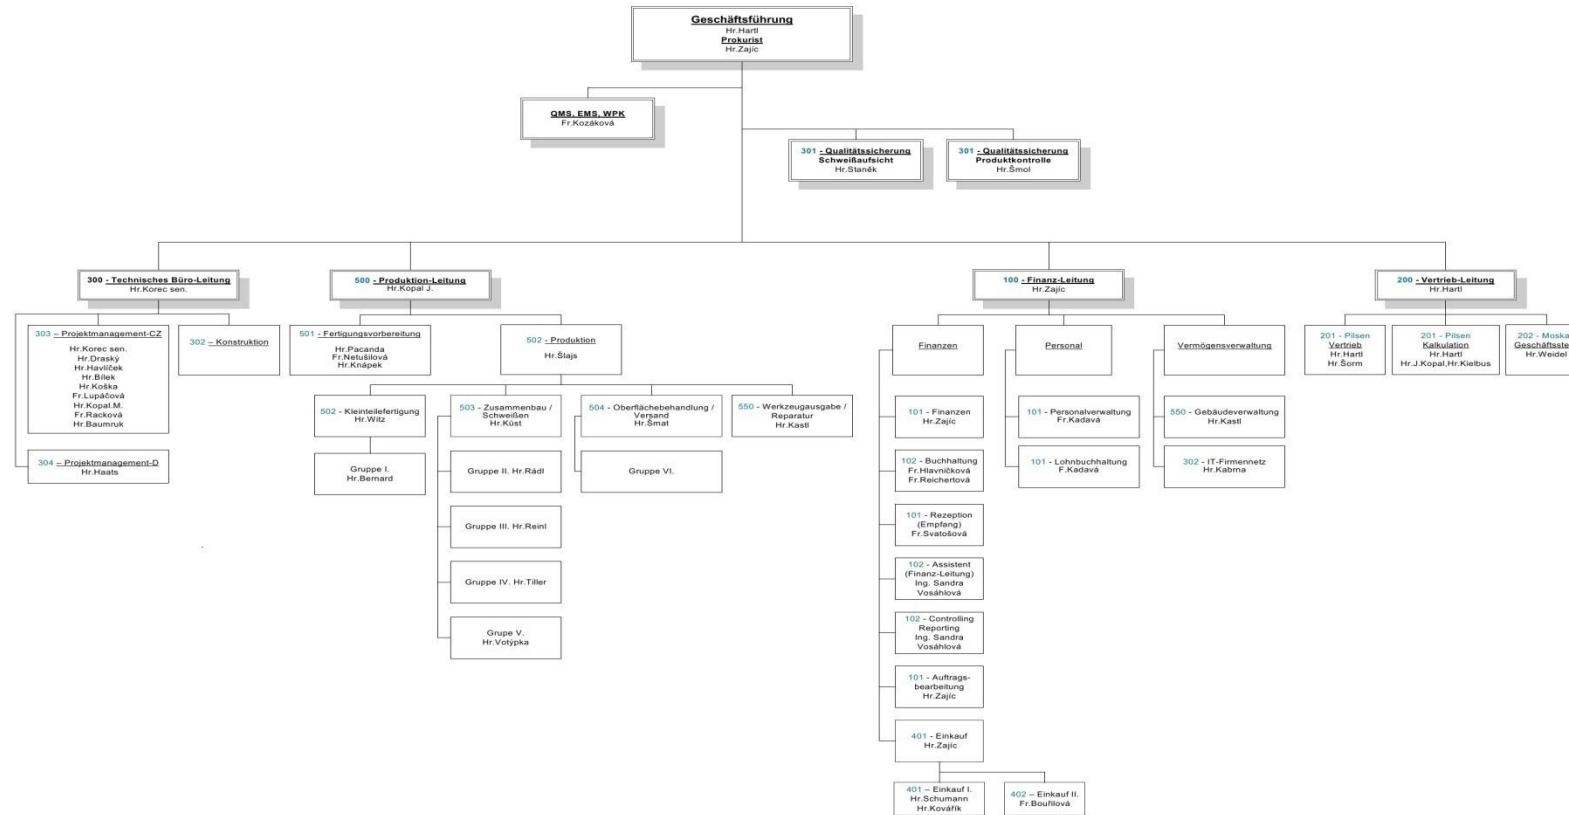 Geschäftsführung
Hr.Hartl
Prokurist
Hr.Zajíc
QMS, EMS, WPK
Fr.Kozáková
301 - Qualitätssicherung
Schweißaufsicht
Hr.Staněk
301 - Qualitätssicherung
Produktkontrolle
Hr.Šmol
300 - Technisches Büro-Leitung
Hr.Korec sen.
500 - Produktion-Leitung
Hr.Kopal J.
100 - Finanz-Leitung
Hr.Zajíc
200 - Vertrieb-Leitung
Hr.Hartl
303 – Projektmanagement-CZ
Hr.Korec sen.
Hr.Draský
Hr.Havlíček
Hr.Bílek
Hr.Koška
Fr.Lupáčová
Hr.Kopal.M.
Fr.Racková
Hr.Baumruk
302 – Konstruktion
304 – Projektmanagement-D
Hr.Haats
501 - Fertigungsvorbereitung
Hr.Pacanda
Fr.Netušilová
Hr.Knápek
502 - Produktion
Hr.Šlajs
502 - Kleinteilefertigung
Hr.Witz
Gruppe I.
Hr.Bernard
503 - Zusammenbau /
Schweißen
Hr.Küst
Gruppe II. Hr.Rádl
Gruppe III. Hr.Reinl
Gruppe IV. Hr.Tiller
Grupe V.
Hr.Votýpka
504 - Oberflächebehandlung /
Versand
Hr.Šmat
Gruppe VI.
550 - Werkzeugausgabe /
Reparatur
Hr.Kastl
Finanzen
101 - Finanzen
Hr.Zajíc
102 - Buchhaltung
Fr.Hlavničková
Fr.Reichertová
101 - Rezeption
(Empfang)
Fr.Svatošová
102 - Assistent
(Finanz-Leitung)
Ing. Sandra
Vosáhlová
102 - Controlling
Reporting
Ing. Sandra
Vosáhlová
101 - Auftrags-
bearbeitung
Hr.Zajíc
401 - Einkauf
Hr.Zajíc
401 – Einkauf I.
Hr.Schumann
Hr.Kovářík
402 – Einkauf II.
Fr.Bouřilová
Personal
101 - Personalverwaltung
Fr.Kadavá
101 - Lohnbuchhaltung
F.Kadavá
Vermögensverwaltung
550 - Gebäudeverwaltung
Hr.Kastl
302 - IT-Firmennetz
Hr.Kabrna
201 - Pilsen
Vertrieb
Hr.Hartl
Hr.Šorm
201 - Pilsen
Kalkulation
Hr.Hartl
Hr.J.Kopal,Hr.Kielbus
202 - Moska
Geschäftsste
Hr.Weidel